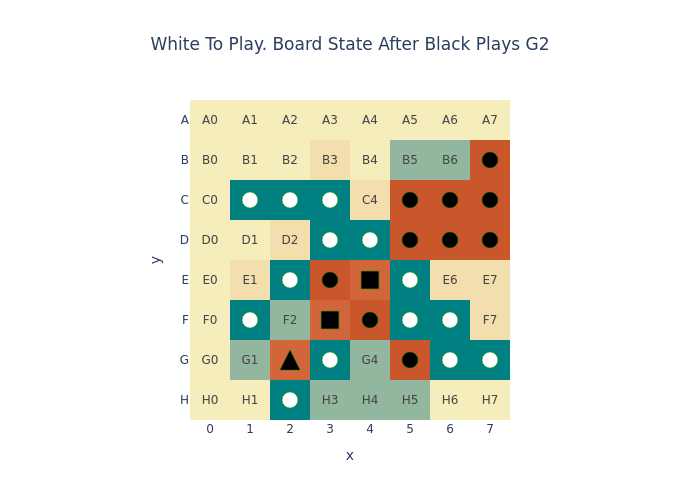 White To Play. Board State After Black Plays G2
A A0 A1 A2 A3 A4 A5 A6 A7
B B0 B1 B2 B3 B4 B5 B6
C C0 C4
D D0 D1 D2
y
E E0 E1 E6 E7
F F0 F2 F7
G G0 G1 G4
H H0 H1 H3 H4 H5 H6 H7
0 1 2 3 4 5 6 7
x